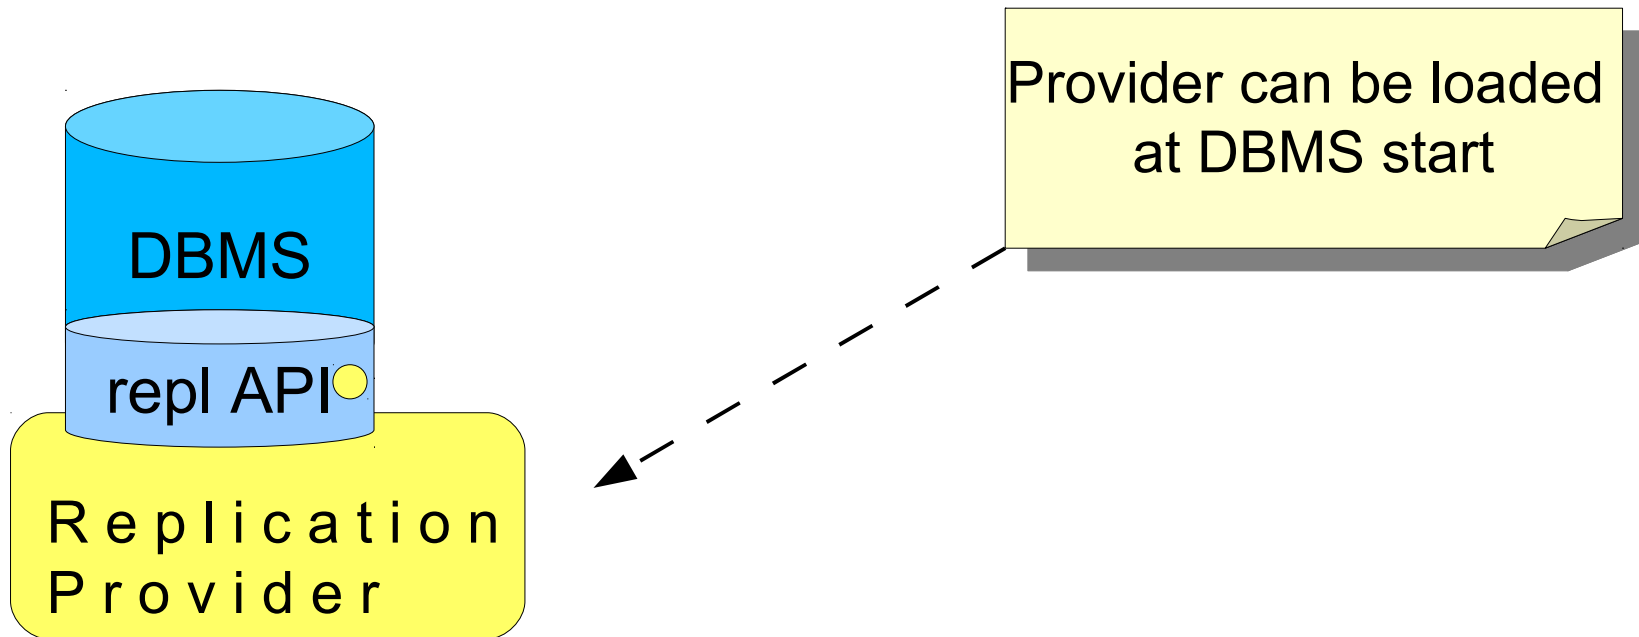 Provider can be loaded
at DBMS start
DBMS
repl API
Replication
Provider